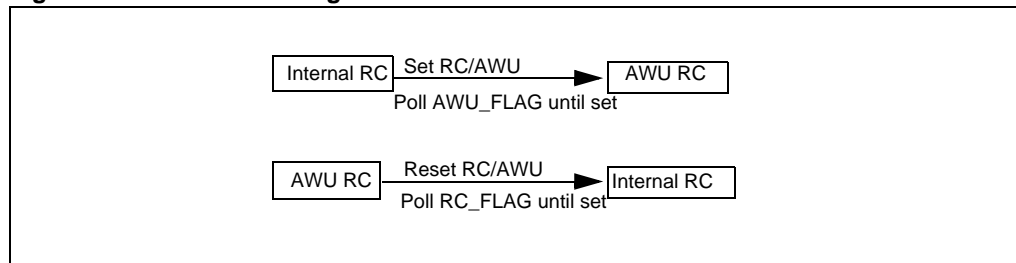 Internal RC
Set RC/AWU
AWU RC
Poll AWU_FLAG until set
AWU RC
Reset RC/AWU
Internal RC
Poll RC_FLAG until set